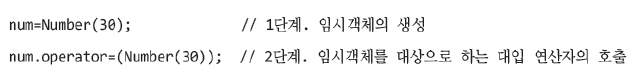 num=Number(30);    // 1단계. 임시객체의 생성
num.operator=(Number(30));  // 2단계. 임시객체를 대상으로 하는 대입 연산자의 호출